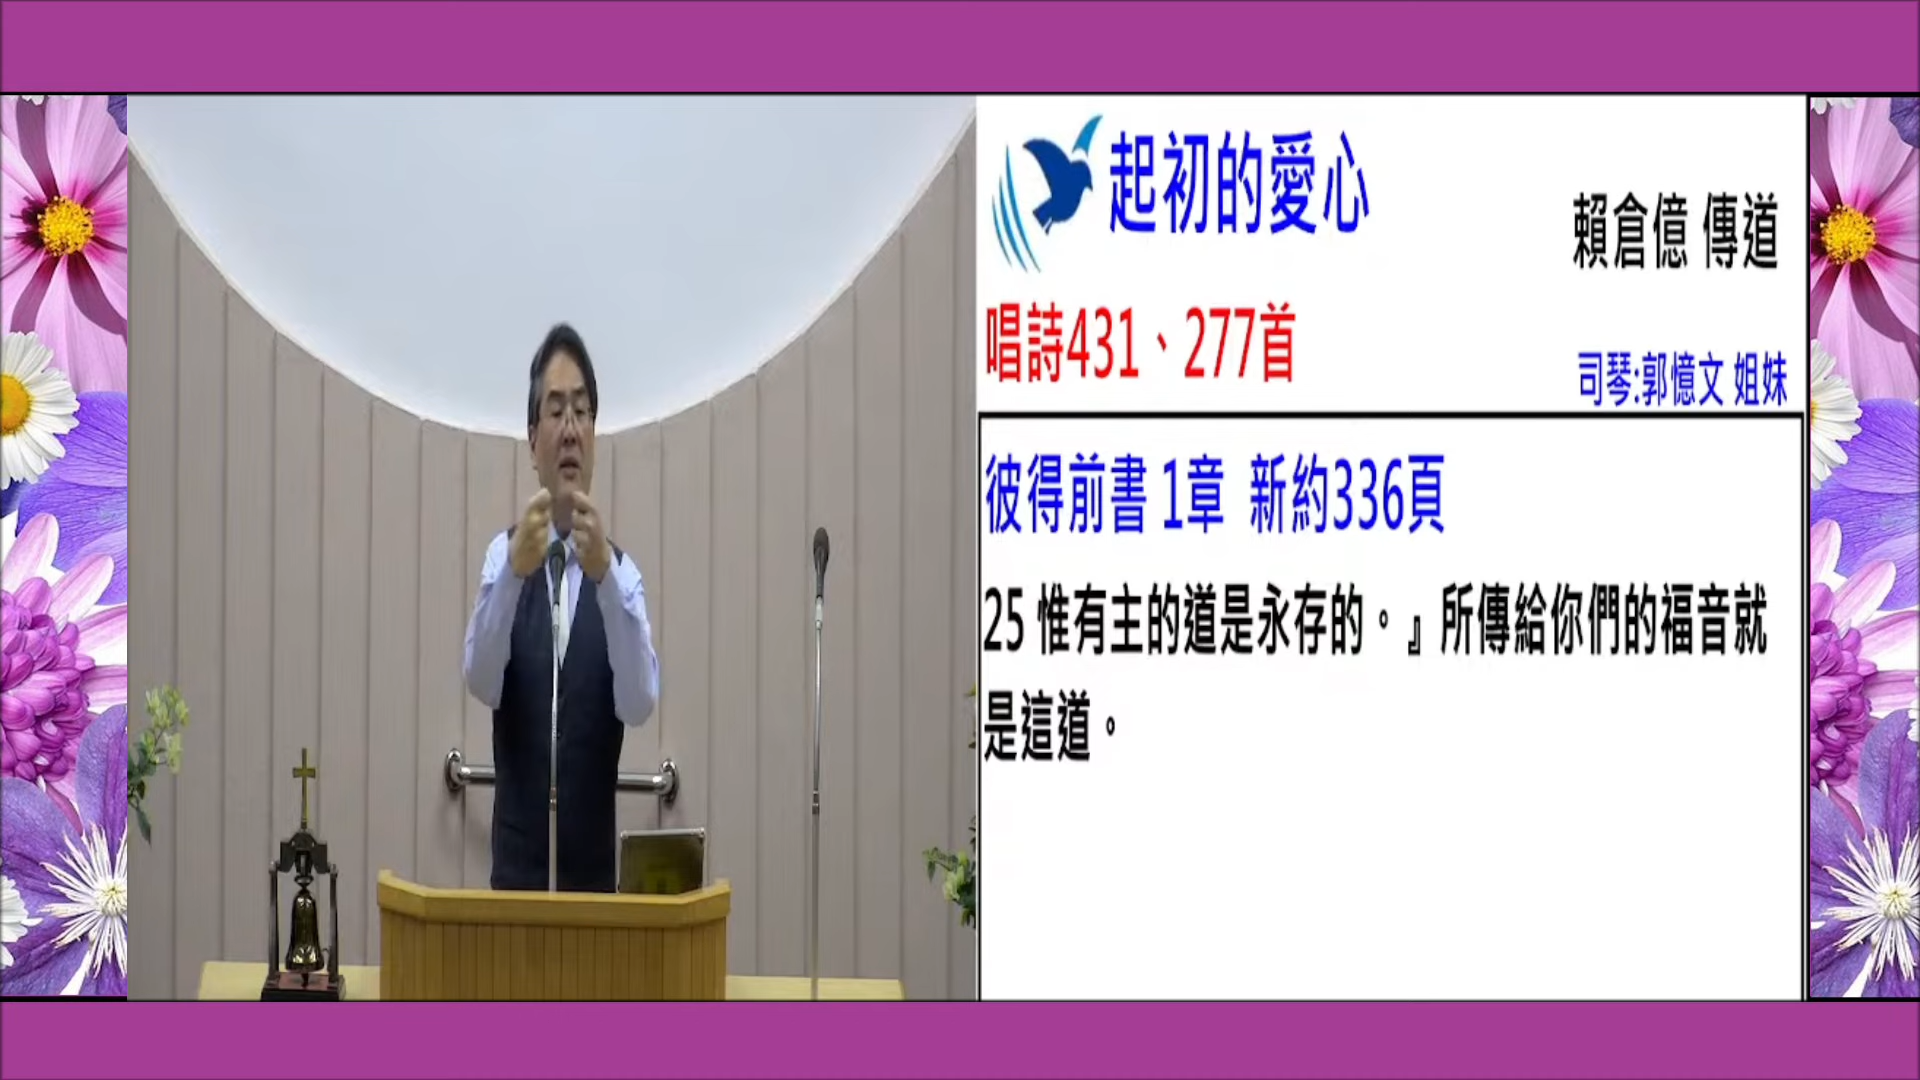 起初的愛心
賴倉億 傳道
唱詩431、277首
司琴:郭憶文 姐妹
彼得前書 1章 新約336頁
25 惟有主的道是永存的。』所傳給你們的福音就
是這道。